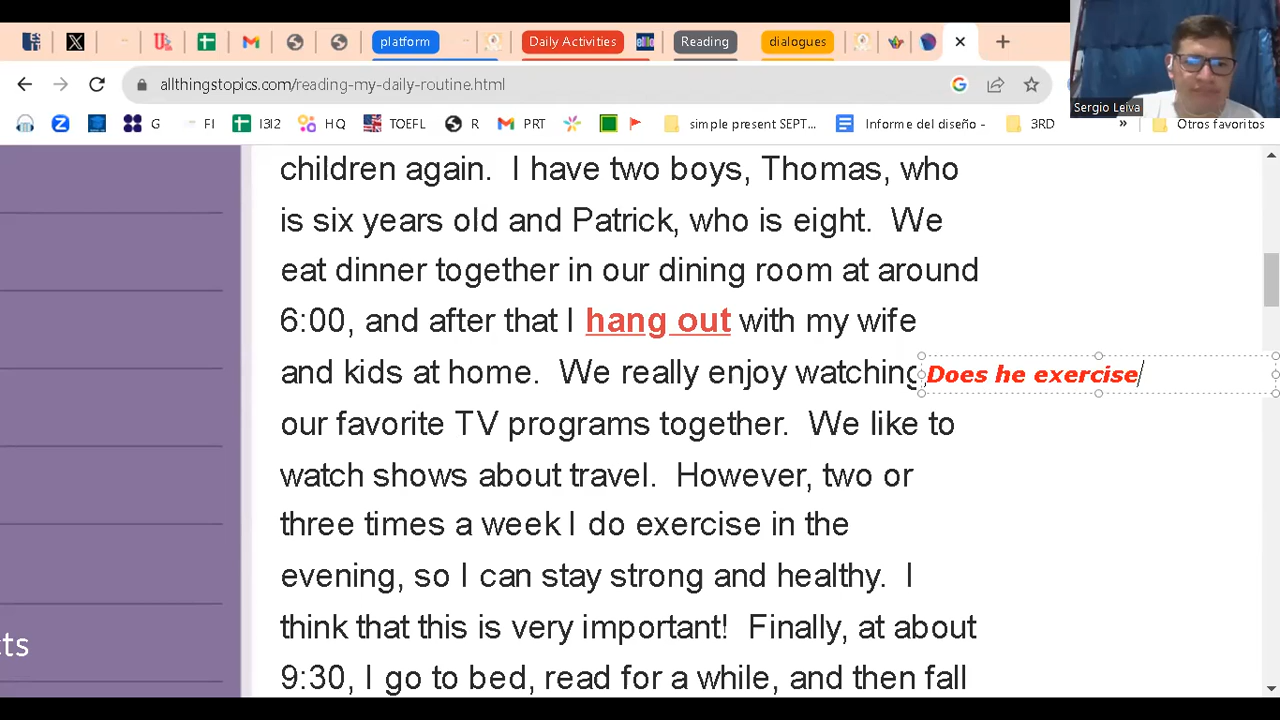 platform
Daily Activities
Reading
dialogues
Sergio Leiva
allthingstopics.com/reading-my-daily-routine.html
G
FI
I3I2
HQ
TOEFL
R
PRT
simple present SEPT...
Informe del diseño -
3RD
»
Otros favoritos
children again. I have two boys, Thomas, who
is six years old and Patrick, who is eight. We
eat dinner together in our dining room at around
6:00, and after that I hang out with my wife
and kids at home. We really enjoy watching
Does he exercise
our favorite TV programs together. We like to
watch shows about travel. However, two or
three times a week I do exercise in the
evening, so I can stay strong and healthy. I
think that this is very important! Finally, at about
cts
9:30, I go to bed, read for a while, and then fall